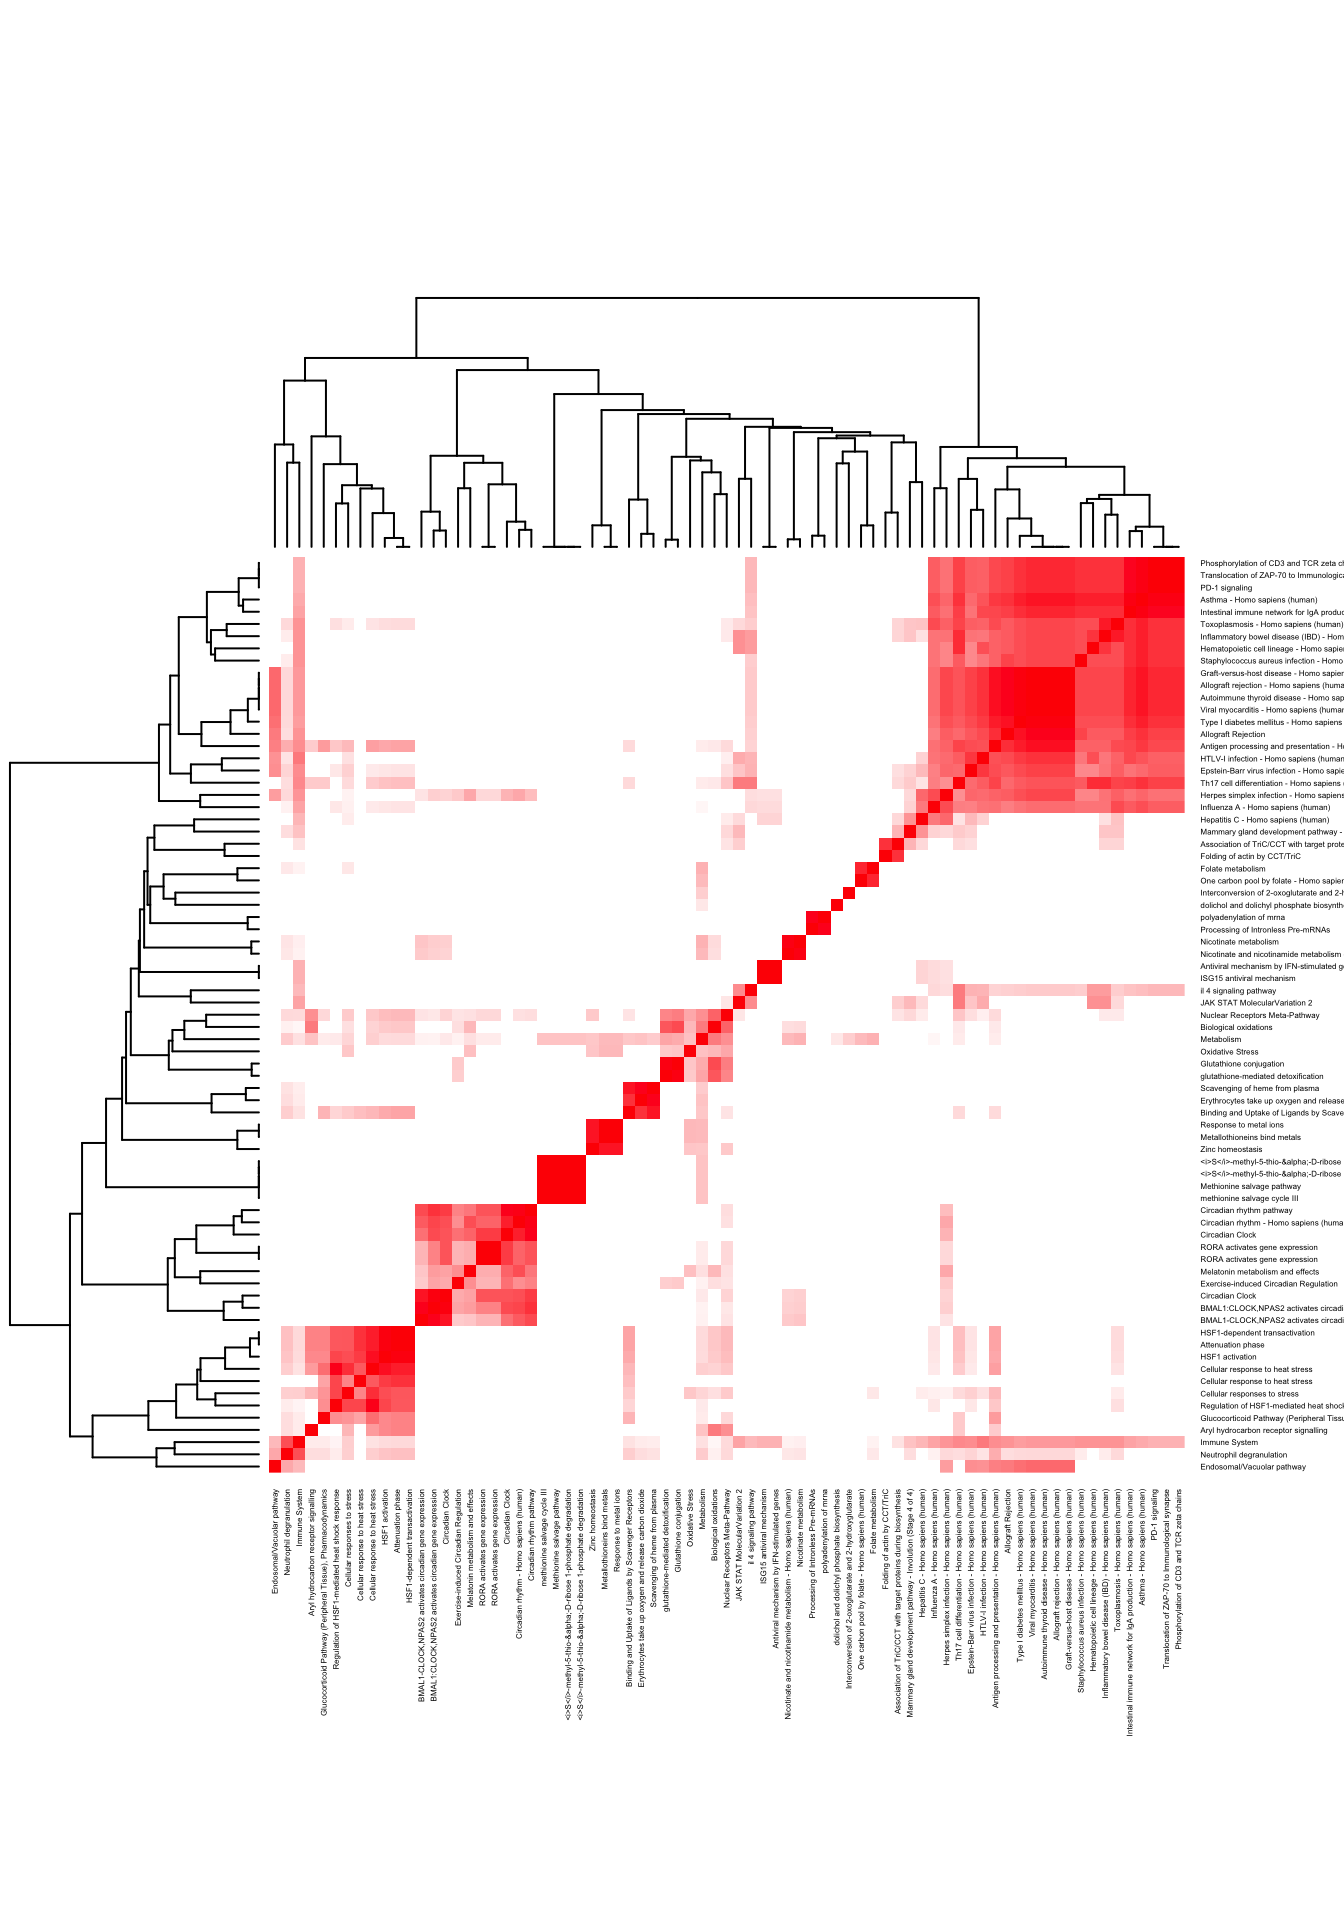 Phosphorylation of CD3 and TCR zeta ch
Translocation of ZAP-70 to Immunologica
PD-1 signaling
Asthma - Homo sapiens (human)
Intestinal immune network for IgA produc
Toxoplasmosis - Homo sapiens (human)
Inflammatory bowel disease (IBD) - Hom
Hematopoietic cell lineage - Homo sapien
Staphylococcus aureus infection - Homo
Graft-versus-host disease - Homo sapien
Allograft rejection - Homo sapiens (huma
Autoimmune thyroid disease - Homo sap
Viral myocarditis - Homo sapiens (human
Type I diabetes mellitus - Homo sapiens
Allograft Rejection
Antigen processing and presentation - Ho
HTLV-I infection - Homo sapiens (human
Epstein-Barr virus infection - Homo sapie
Th17 cell differentiation - Homo sapiens
Herpes simplex infection - Homo sapiens
Influenza A - Homo sapiens (human)
Hepatitis C - Homo sapiens (human)
Mammary gland development pathway -
Association of TriC/CCT with target prote
Folding of actin by CCT/TriC
Folate metabolism
One carbon pool by folate - Homo sapien
Interconversion of 2-oxoglutarate and 2-h
dolichol and dolichyl phosphate biosynthe
polyadenylation of mrna
Processing of Intronless Pre-mRNAs
Nicotinate metabolism
Nicotinate and nicotinamide metabolism
Antiviral mechanism by IFN-stimulated ge
ISG15 antiviral mechanism
il 4 signaling pathway
JAK STAT MolecularVariation 2
Nuclear Receptors Meta-Pathway
Biological oxidations
Metabolism
Oxidative Stress
Glutathione conjugation
glutathione-mediated detoxification
Scavenging of heme from plasma
Erythrocytes take up oxygen and release
Binding and Uptake of Ligands by Scave
Response to metal ions
Metallothioneins bind metals
Zinc homeostasis
<i>S</i>-methyl-5-thio-&alpha;-D-ribose
<i>S</i>-methyl-5-thio-&alpha;-D-ribose
Methionine salvage pathway
methionine salvage cycle III
Circadian rhythm pathway
Circadian rhythm - Homo sapiens (huma
Circadian Clock
RORA activates gene expression
RORA activates gene expression
Melatonin metabolism and effects
Exercise-induced Circadian Regulation
Circadian Clock
BMAL1:CLOCK,NPAS2 activates circadi
BMAL1:CLOCK,NPAS2 activates circadi
HSF1-dependent transactivation
Attenuation phase
HSF1 activation
Cellular response to heat stress
Cellular response to heat stress
Cellular responses to stress
Regulation of HSF1-mediated heat shock
Glucocorticoid Pathway (Peripheral Tissu
Aryl hydrocarbon receptor signalling
Immune System
Neutrophil degranulation
Endosomal/Vacuolar pathway
Endosomal/Vacuolar pathway
Neutrophil degranulation
Immune System
Aryl hydrocarbon receptor signalling
Glucocorticoid Pathway (Peripheral Tissue), Pharmacodynamics
Regulation of HSF1-mediated heat shock response
Cellular responses to stress
Cellular response to heat stress
Cellular response to heat stress
HSF1 activation
Attenuation phase
HSF1-dependent transactivation
BMAL1-CLOCK,NPAS2 activates circadian gene expression
BMAL1:CLOCK,NPAS2 activates circadian gene expression
Circadian Clock
Exercise-induced Circadian Regulation
Melatonin metabolism and effects
RORA activates gene expression
RORA activates gene expression
Circadian Clock
Circadian rhythm - Homo sapiens (human)
Circadian rhythm pathway
methionine salvage cycle III
Methionine salvage pathway
<i>S</i>-methyl-5-thio-&alpha;-D-ribose 1-phosphate degradation
<i>S</i>-methyl-5-thio-&alpha;-D-ribose 1-phosphate degradation
Zinc homeostasis
Metallothioneins bind metals
Response to metal ions
Binding and Uptake of Ligands by Scavenger Receptors
Erythrocytes take up oxygen and release carbon dioxide
Scavenging of heme from plasma
glutathione-mediated detoxification
Glutathione conjugation
Oxidative Stress
Metabolism
Biological oxidations
Nuclear Receptors Meta-Pathway
JAK STAT MolecularVariation 2
il 4 signaling pathway
ISG15 antiviral mechanism
Antiviral mechanism by IFN-stimulated genes
Nicotinate and nicotinamide metabolism - Homo sapiens (human)
Nicotinate metabolism
Processing of Intronless Pre-mRNAs
polyadenylation of mrna
dolichol and dolichyl phosphate biosynthesis
Interconversion of 2-oxoglutarate and 2-hydroxyglutarate
One carbon pool by folate - Homo sapiens (human)
Folate metabolism
Folding of actin by CCT/TriC
Association of TriC/CCT with target proteins during biosynthesis
Mammary gland development pathway - Involution (Stage 4 of 4)
Hepatitis C - Homo sapiens (human)
Influenza A - Homo sapiens (human)
Herpes simplex infection - Homo sapiens (human)
Th17 cell differentiation - Homo sapiens (human)
Epstein-Barr virus infection - Homo sapiens (human)
HTLV-I infection - Homo sapiens (human)
Antigen processing and presentation - Homo sapiens (human)
Allograft Rejection
Type I diabetes mellitus - Homo sapiens (human)
Viral myocarditis - Homo sapiens (human)
Autoimmune thyroid disease - Homo sapiens (human)
Allograft rejection - Homo sapiens (human)
Graft-versus-host disease - Homo sapiens (human)
Staphylococcus aureus infection - Homo sapiens (human)
Hematopoietic cell lineage - Homo sapiens (human)
Inflammatory bowel disease (IBD) - Homo sapiens (human)
Toxoplasmosis - Homo sapiens (human)
Intestinal immune network for IgA production - Homo sapiens (human)
Asthma - Homo sapiens (human)
PD-1 signaling
Translocation of ZAP-70 to Immunological synapse
Phosphorylation of CD3 and TCR zeta chains